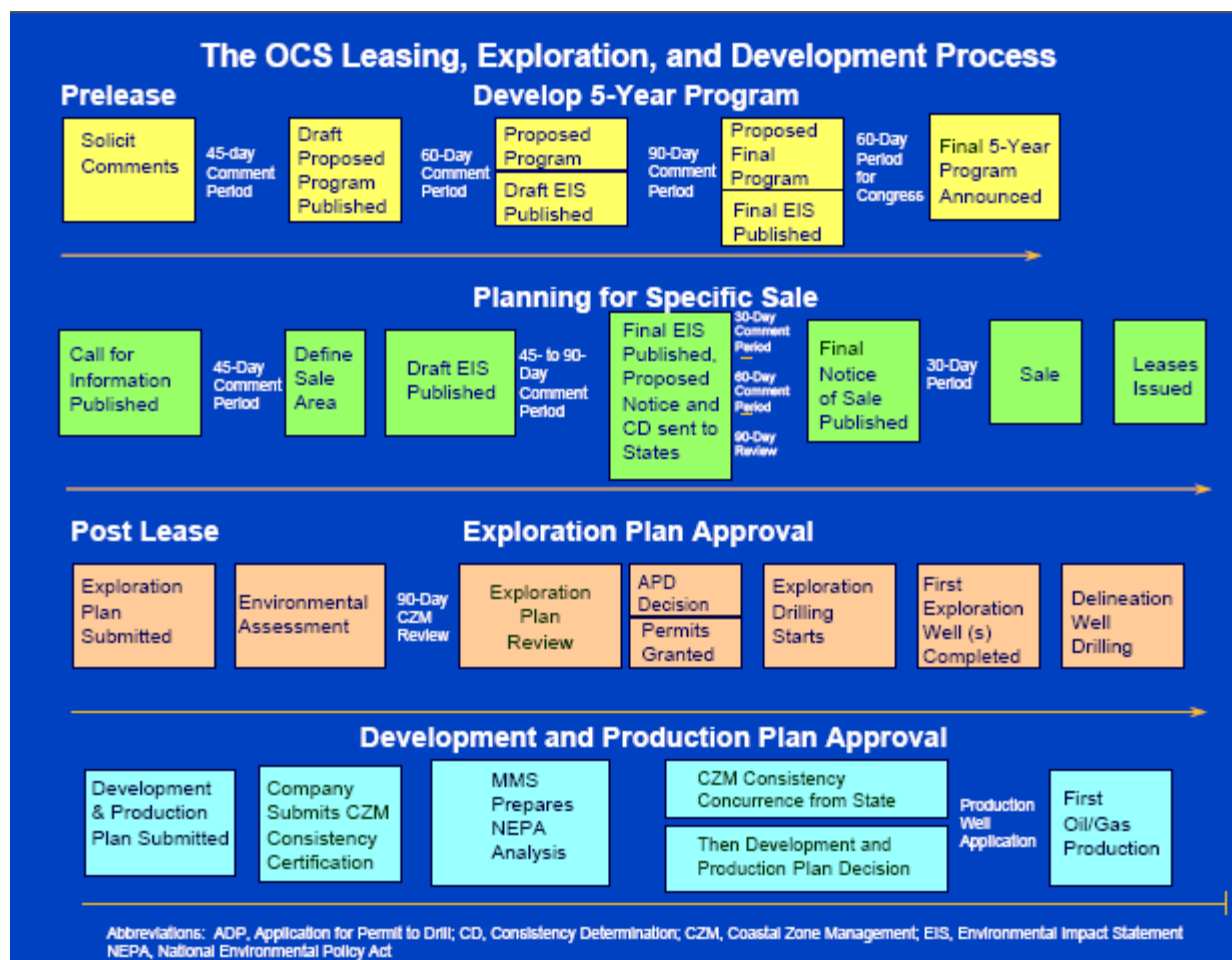 The OCS Leasing, Exploration, and Development Process
Prelease
Develop 5-Year Program
Solicit
Comments
45-day
Comment
Period
Draft
Proposed
Program
Published
60-Day
Comment
Period
Proposed
Program
Draft EIS
Published
90-Day
Comment
Period
Proposed
Final
Program
Final EIS
Published
60-Day
Period
for
Congress
Final 5-Year
Program
Announced
Planning for Specific Sale
Call for
Information
Published
45-Day
Comment
Period
Define
Sale
Area
Draft EIS
Published
45- to 90-
Day
Comment
Period
Final EIS
Published,
Proposed
Notice and
CD sent to
States
30-Day
Comment
Period
60-Day
Comment
Period
90-Day
Review
Final
Notice
of Sale
Published
30-Day
Period
Sale
Leases
Issued
Post Lease
Exploration Plan Approval
Exploration
Plan
Submitted
Environmental
Assessment
90-Day
CZM
Review
Exploration
Plan
Review
APD
Decision
Permits
Granted
Exploration
Drilling
Starts
First
Exploration
Well (s)
Completed
Delineation
Well
Drilling
Development and Production Plan Approval
Development
& Production
Plan Submitted
Company
Submits CZM
Consistency
Certification
MMS
Prepares
NEPA
Analysis
CZM Consistency
Concurrence from State
Then Development and
Production Plan Decision
Production
Well
Application
First
Oil/Gas
Production
Abbreviations: ADP, Application for Permit to Drill; CD, Consistency Determination; CZM, Coastal Zone Management; EIS, Environmental Impact Statement
NEPA, National Environmental Policy Act